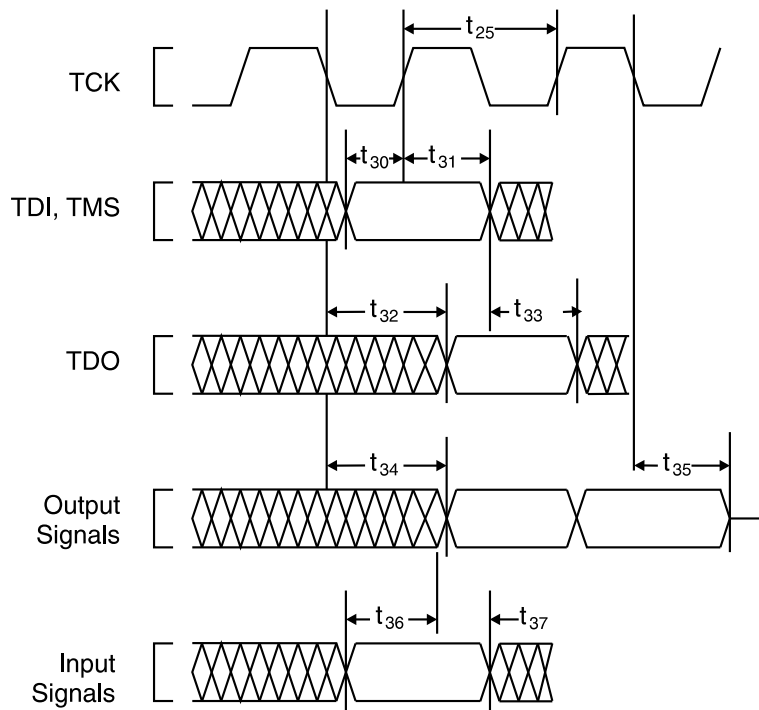 t25
TCK
t30 t31
TDI, TMS
t32 t33
TDO
t34 t35
Output
Signals
t36 t37
Input
Signals